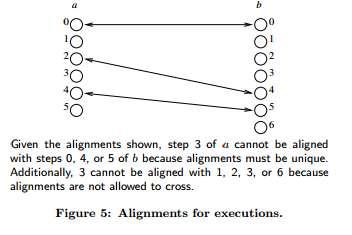 a b
0 0
1 1
2 2
3 3
4 4
5 5
6
Given the alignments shown, step 3 of a cannot be aligned
with steps 0, 4, or 5 of b because alignments must be unique.
Additionally, 3 cannot be aligned with 1, 2, 3, or 6 because
alignments are not allowed to cross.
Figure 5: Alignments for executions.